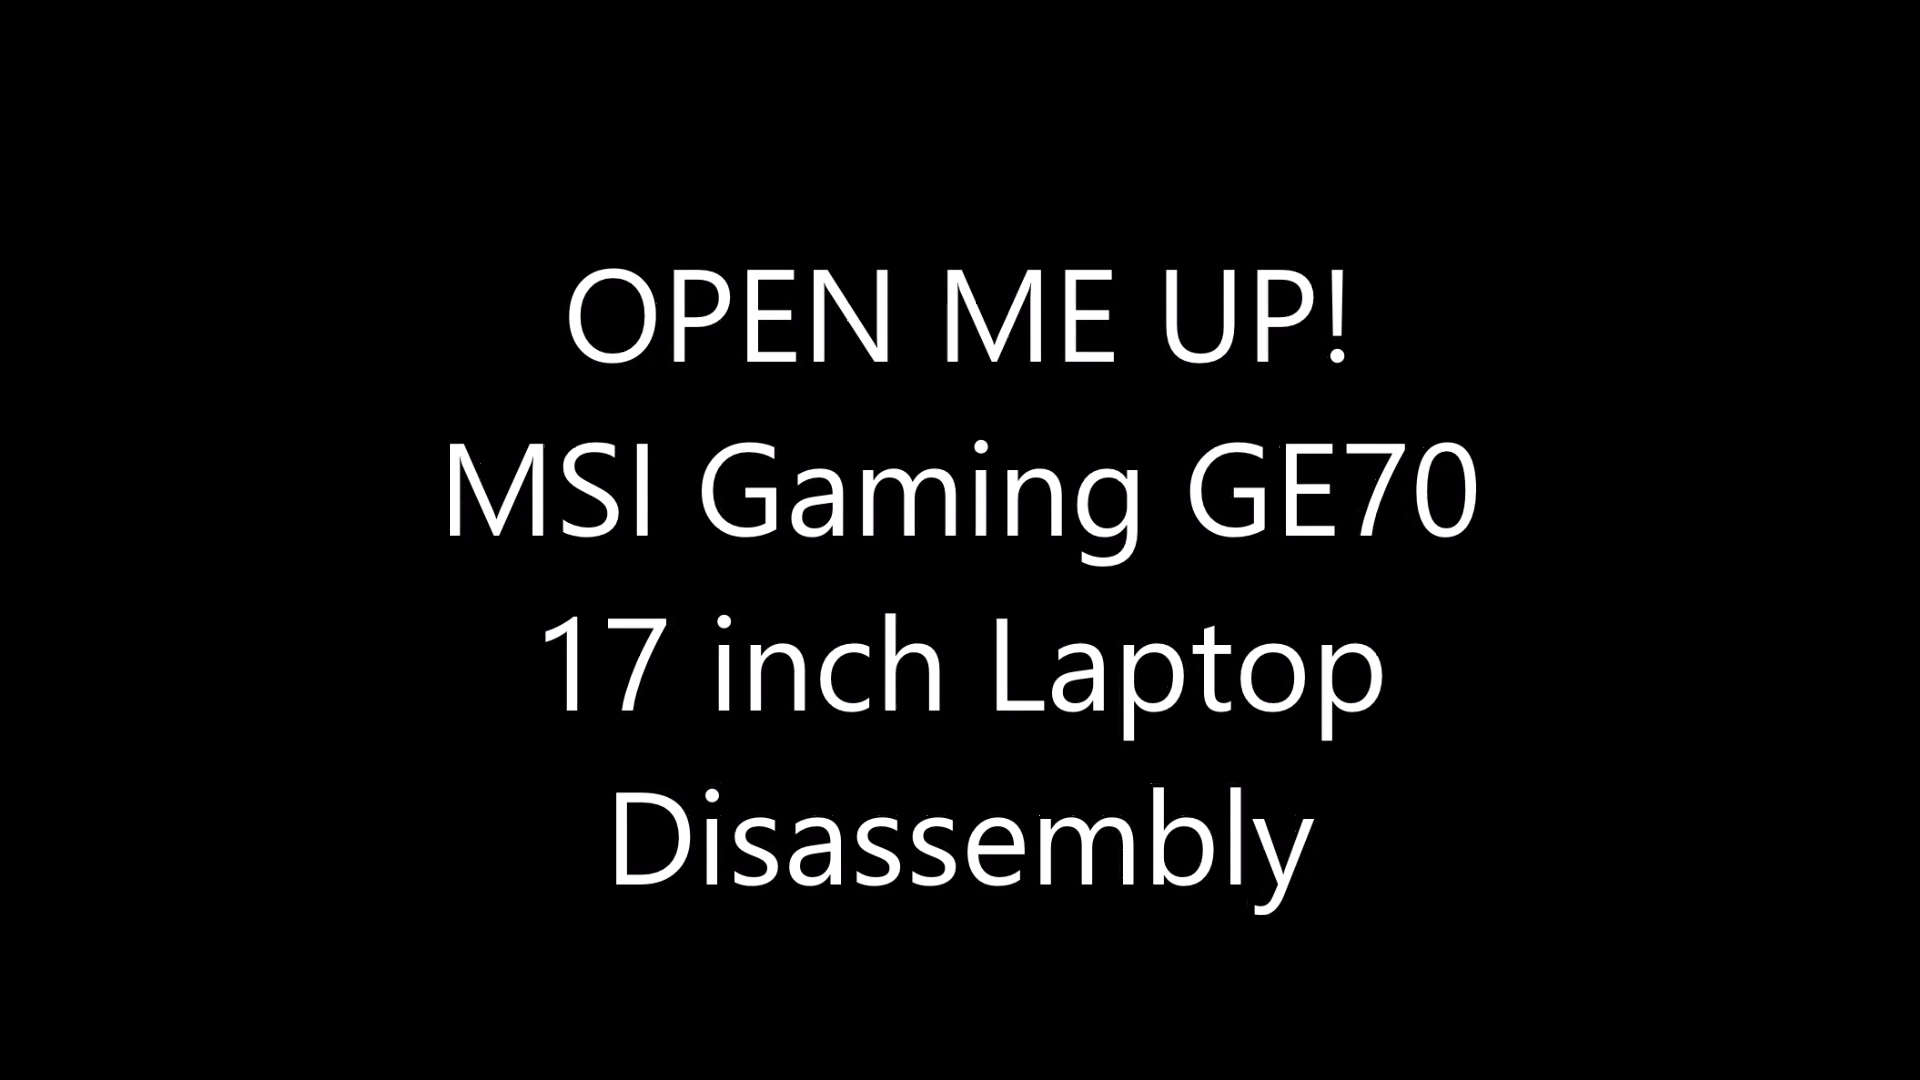 OPEN ME UP!
MSI Gaming GE70
17 inch Laptop
Disassembly